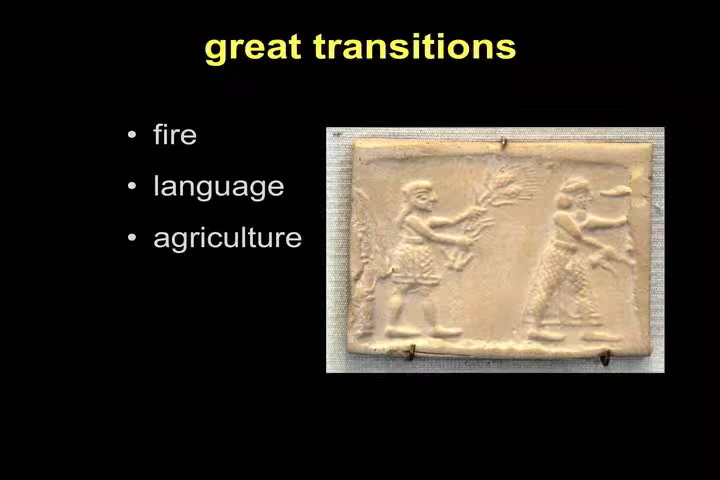 great transitions
• fire
• language
• agriculture